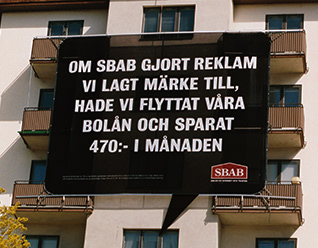 OM SBAB GJORT REKLAM
VI LAGT MÄRKE TILL,
HADE VI FLYTTAT VÅRA
BOLÅN OCH SPARAT
470:- I MÅNADEN
SBAB